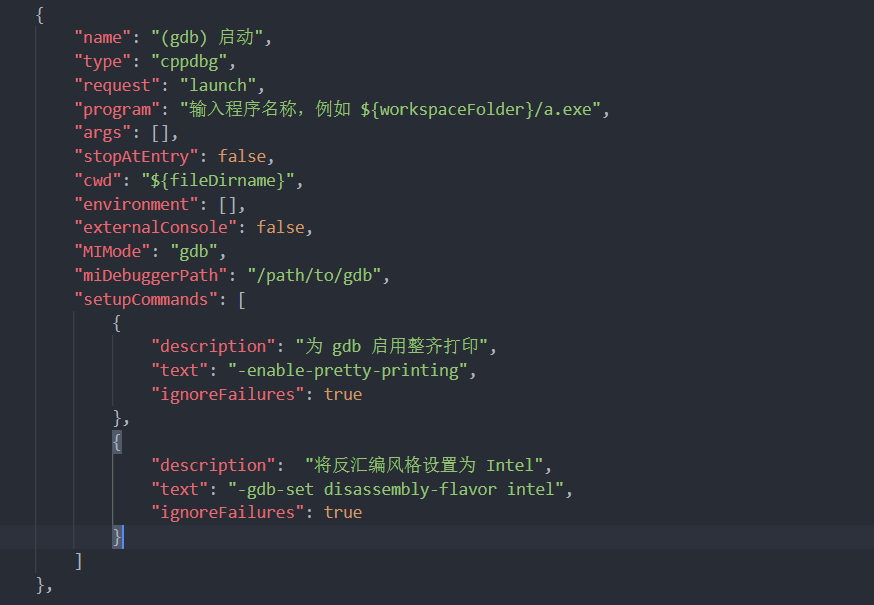 {
    "name": "(gdb) 启动",
    "type": "cppdbg",
    "request": "launch",
    "program": "输入程序名称，例如 ${workspaceFolder}/a.exe",
    "args": [],
    "stopAtEntry": false,
    "cwd": "${fileDirname}",
    "environment": [],
    "externalConsole": false,
    "MIMode": "gdb",
    "miDebuggerPath": "/path/to/gdb",
    "setupCommands": [
        {
            "description": "为 gdb 启用整齐打印",
            "text": "-enable-pretty-printing",
            "ignoreFailures": true
        },
        {
            "description":  "将反汇编风格设置为 Intel",
            "text": "-gdb-set disassembly-flavor intel",
            "ignoreFailures": true
        }
    ]
},